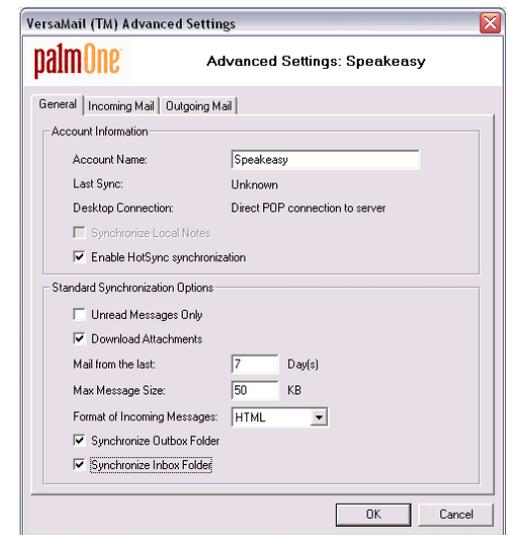 VersaMail (TM) Advanced Settings
palmOne
Advanced Settings: Speakeasy
General Incoming Mail Outgoing Mail
Account Information
Account Name: Speakeasy
Last Sync: Unknown
Desktop Connection: Direct POP connection to server
Synchronize Local Notes
Enable HotSync synchronization
Standard Synchronization Options
Unread Messages Only
Download Attachments
Mail from the last: 7 Day(s)
Max Message Size: 50 KB
Format of Incoming Messages: HTML
Synchronize Outbox Folder
Synchronize Inbox Folder
OK Cancel